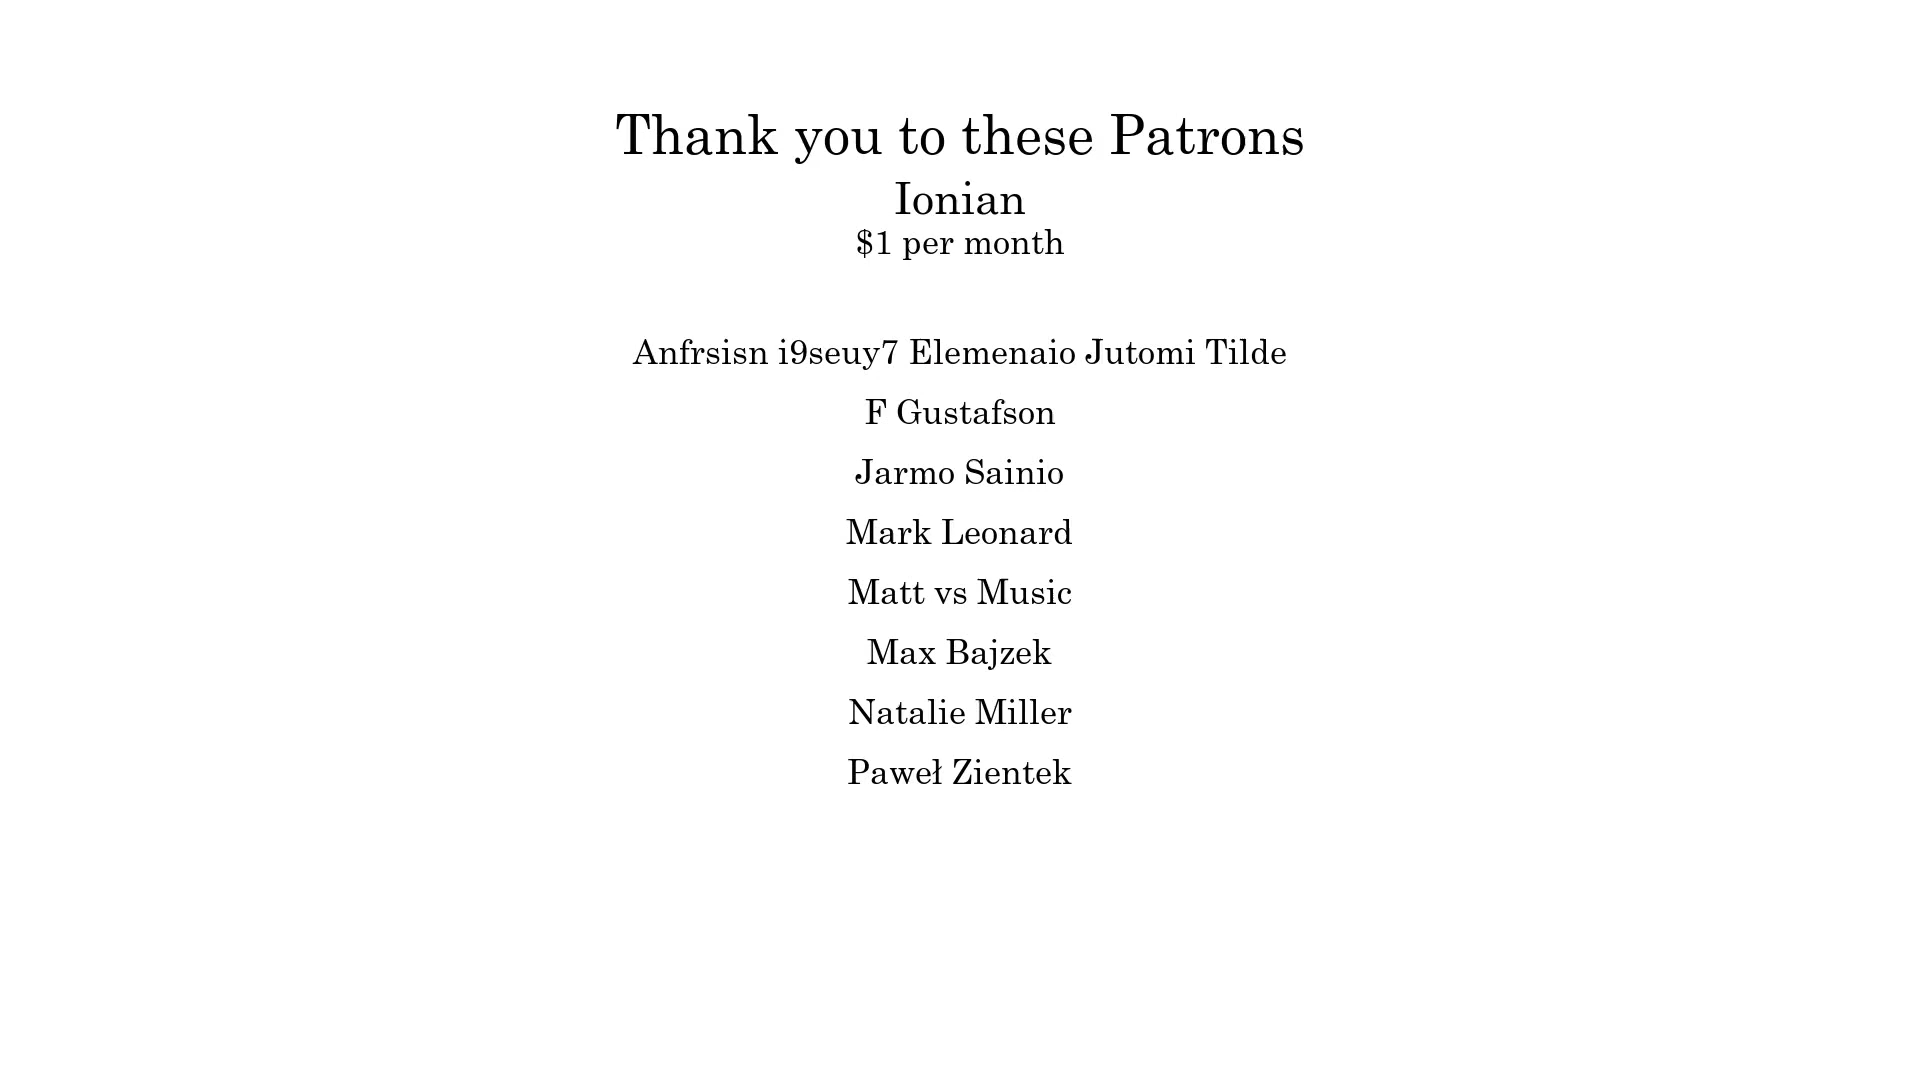 Thank you to these Patrons
Ionian
$1 per month
Anfrsisn i9seuy7 Elemenaio Jutomi Tilde
F Gustafson
Jarmo Sainio
Mark Leonard
Matt vs Music
Max Bajzek
Natalie Miller
Paweł Zientek